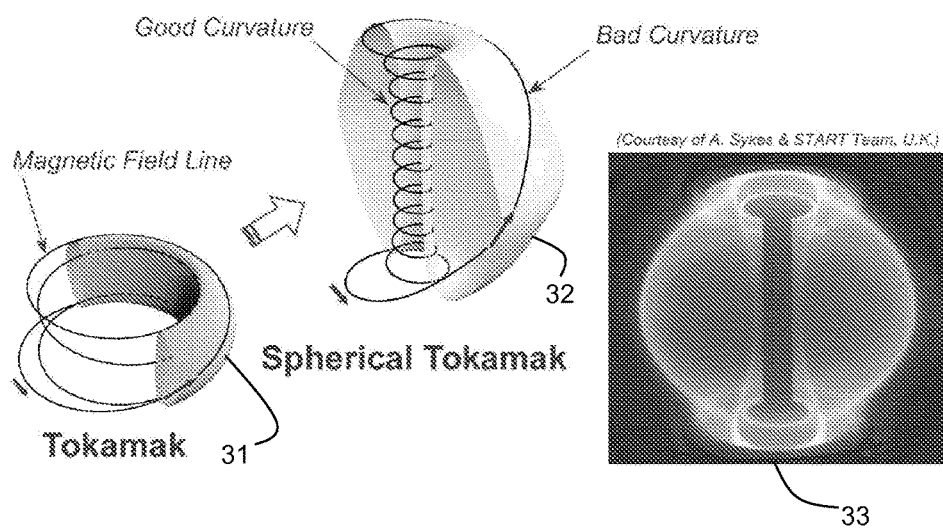 Good Curvature
Bad Curvature
(Courtesy of A. Sykes & START Team, U.K.)
Magnetic Field Line
32
Spherical Tokamak
Tokamak
31
33